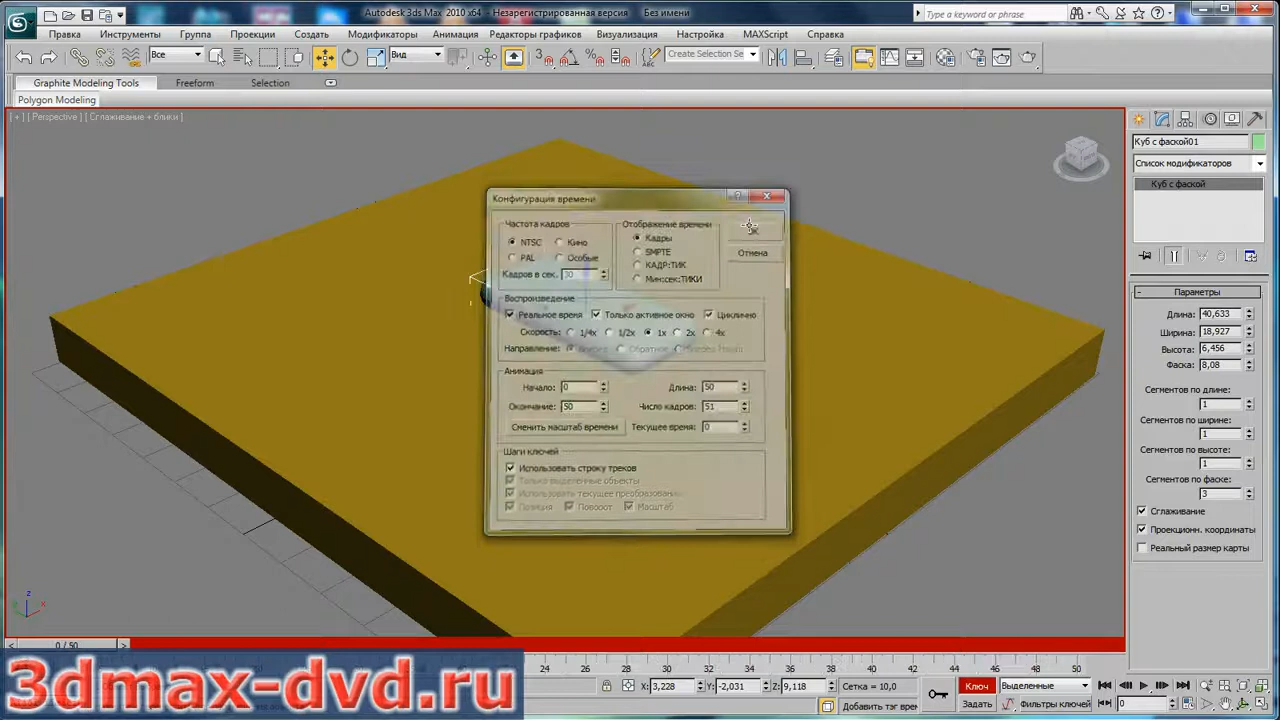 Autodesk 3ds Max 2010 x64 - Незарегистрированная версия Без имени
Type a keyword or phrase
Правка Инструменты Группа Проекции Создать Модификаторы Анимация Редакторы графиков Визуализация Настройка MAXScript Справка
Все Вид Create Selection Se
Graphite Modeling Tools Freeform Selection
Polygon Modeling
[ + ] [ Perspective ] [ Сглаживание + блики ]
Куб с фаской01
Список модификаторов
Куб с фаской
Конфигурация времени
Частота кадров Отображение времени
NTSC Кино Кадры
SMPTE Отмена
PAL Особые КАДР:ТИК
Кадров в сек. 30 Мин:сек:ТИКИ
Воспроизведение
Реальное время Только активное окно Циклично
Скорость: 1/4x 1/2x 1x 2x 4x
Направление:
Анимация
Начало: 0 Длина: 50
Окончание: 50 Число кадров: 51
Сменить масштаб времени Текущее время: 0
Шаги ключей
Использовать строку треков
Только выделенные объекты
Использовать текущее преобразовани
Позиция Поворот Масштаб
Параметры
Длина: 40,633
Ширина: 18,927
Высота: 6,456
Фаска: 8,08
Сегментов по длине:
1
Сегментов по ширине:
1
Сегментов по высоте:
1
Сегментов по фаске:
3
Сглаживание
Проекционн. координаты
Реальный размер карты
z
x
0 / 50
24 26 28 30 32 34 36 38 40 42 44 46 48 50
3dmax-dvd.ru
X: 3,228 Y: -2,031 Z: 9,118 Сетка = 10,0 Ключ Выделенные
Добавить тэг врем Задать Фильтры ключей 0